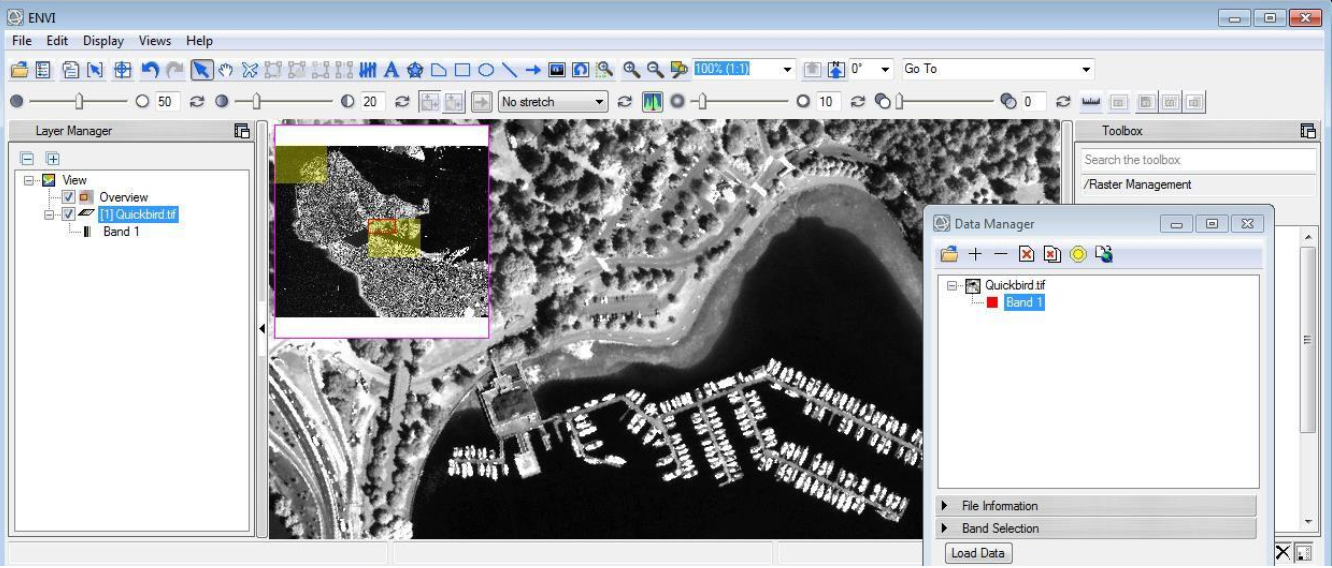 ENVI
File Edit Display Views Help
100% (1:1) 0° Go To
50 20 No stretch 10 0
Layer Manager
View
Overview
[1] Quickbird.tif
Band 1
Toolbox
Search the toolbox
/Raster Management
Data Manager
Quickbird.tif
Band 1
File Information
Band Selection
Load Data